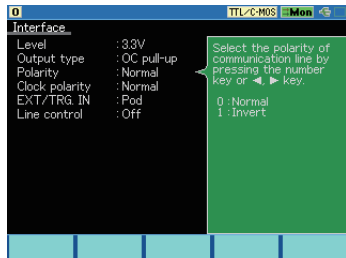 0
TTL/C-MOS Mon
Interface
Level :3.3V
Output type :OC pull-up
Polarity :Normal
Clock polarity :Normal
EXT/TRG. IN :Pod
Line control :Off
Select the polarity of
communication line by
pressing the number
key or ◄, ► key.
0 :Normal
1 :Invert